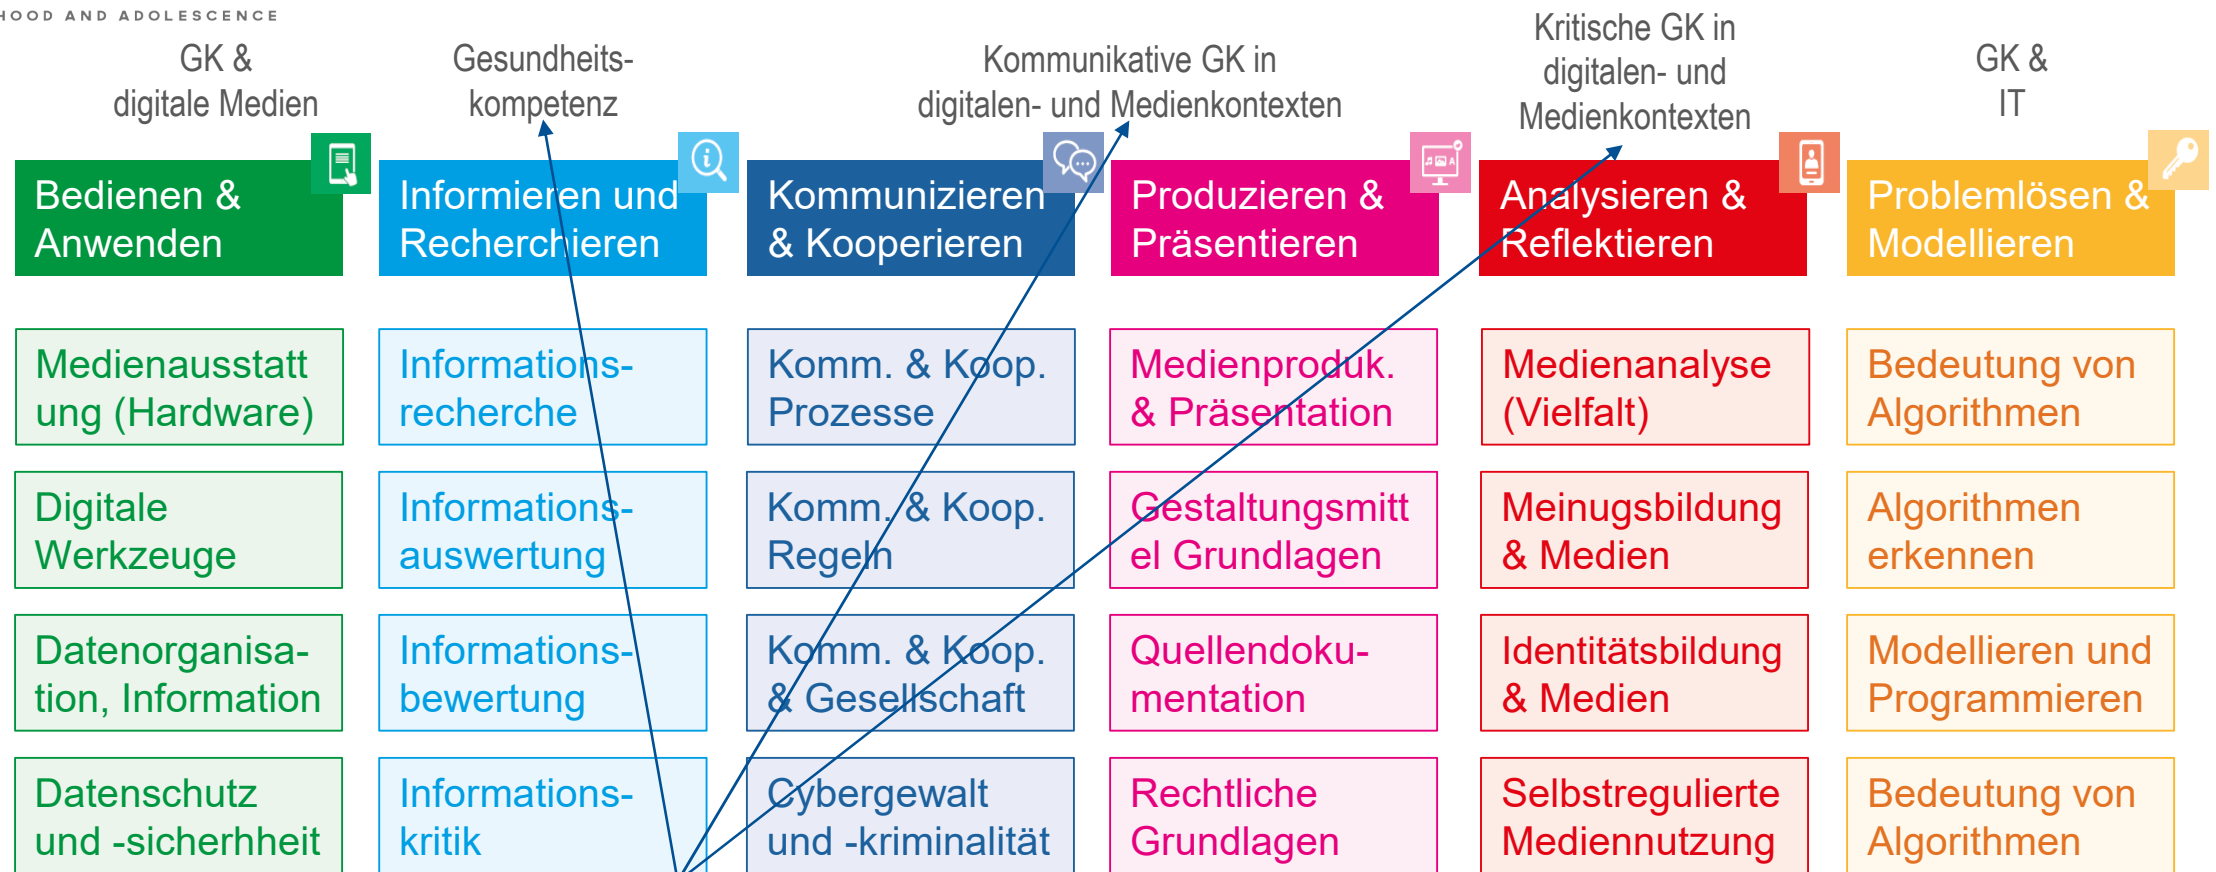 HOOD AND ADOLESCENCE
GK &
digitale Medien
Gesundheits-
kompetenz
Kommunikative GK in
digitalen- und Medienkontexten
Kritische GK in
digitalen- und
Medienkontexten
GK &
IT
Bedienen &
Anwenden
Informieren und
Recherchieren
Kommunizieren
& Kooperieren
Produzieren &
Präsentieren
Analysieren &
Reflektieren
Problemlösen &
Modellieren
Medienausstatt
ung (Hardware)
Informations-
recherche
Komm. & Koop.
Prozesse
Medienproduk.
& Präsentation
Medienanalyse
(Vielfalt)
Bedeutung von
Algorithmen
Digitale
Werkzeuge
Informations-
auswertung
Komm. & Koop.
Regeln
Gestaltungsmitt
el Grundlagen
Meinugsbildung
& Medien
Algorithmen
erkennen
Datenorganisa-
tion, Information
Informations-
bewertung
Komm. & Koop.
& Gesellschaft
Quellendoku-
mentation
Identitätsbildung
& Medien
Modellieren und
Programmieren
Datenschutz
und -sicherhheit
Informations-
kritik
Cybergewalt
und -kriminalität
Rechtliche
Grundlagen
Selbstregulierte
Mediennutzung
Bedeutung von
Algorithmen